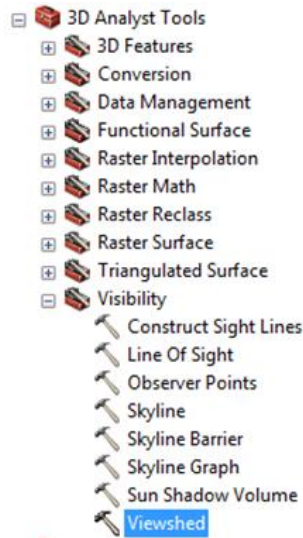 3D Analyst Tools
3D Features
Conversion
Data Management
Functional Surface
Raster Interpolation
Raster Math
Raster Reclass
Raster Surface
Triangulated Surface
Visibility
Construct Sight Lines
Line Of Sight
Observer Points
Skyline
Skyline Barrier
Skyline Graph
Sun Shadow Volume
Viewshed